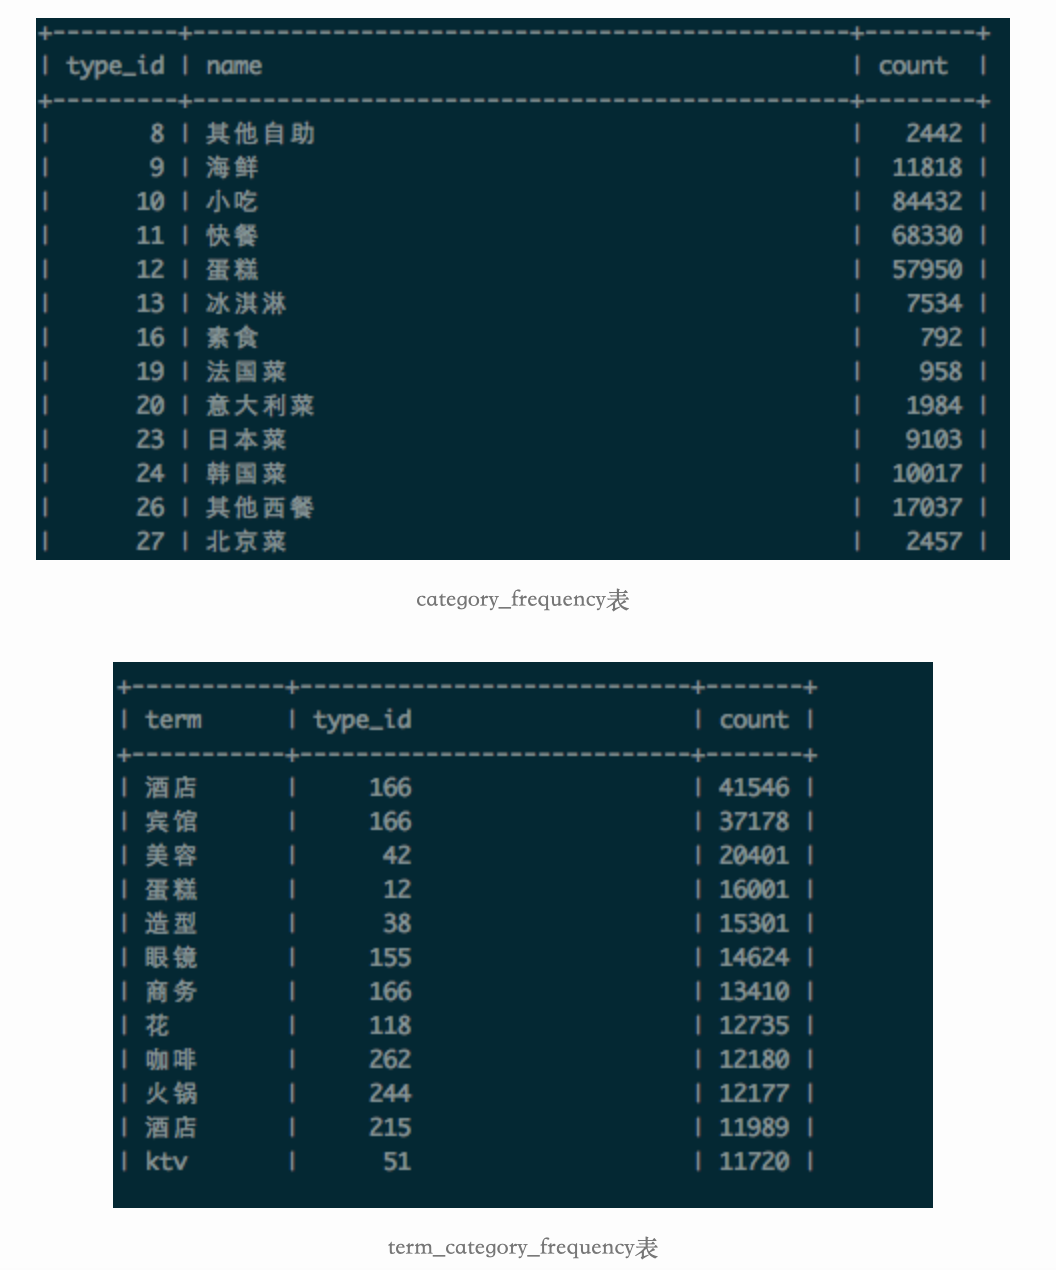 +---------+-----------------------------------------------+--------+
| type_id | name | count |
+---------+-----------------------------------------------+--------+
| 8 | 其他自助 | 2442 |
| 9 | 海鲜 | 11818 |
| 10 | 小吃 | 84432 |
| 11 | 快餐 | 68330 |
| 12 | 蛋糕 | 57950 |
| 13 | 冰淇淋 | 7534 |
| 16 | 素食 | 792 |
| 19 | 法国菜 | 958 |
| 20 | 意大利菜 | 1984 |
| 23 | 日本菜 | 9103 |
| 24 | 韩国菜 | 10017 |
| 26 | 其他西餐 | 17037 |
| 27 | 北京菜 | 2457 |
category_frequency表
+-----------+----------------------------+-------+
| term | type_id | count |
+-----------+----------------------------+-------+
| 酒店 | 166 | 41546 |
| 宾馆 | 166 | 37178 |
| 美容 | 42 | 20401 |
| 蛋糕 | 12 | 16001 |
| 造型 | 38 | 15301 |
| 眼镜 | 155 | 14624 |
| 商务 | 166 | 13410 |
| 花 | 118 | 12735 |
| 咖啡 | 262 | 12180 |
| 火锅 | 244 | 12177 |
| 酒店 | 215 | 11989 |
| ktv | 51 | 11720 |
term_category_frequency表